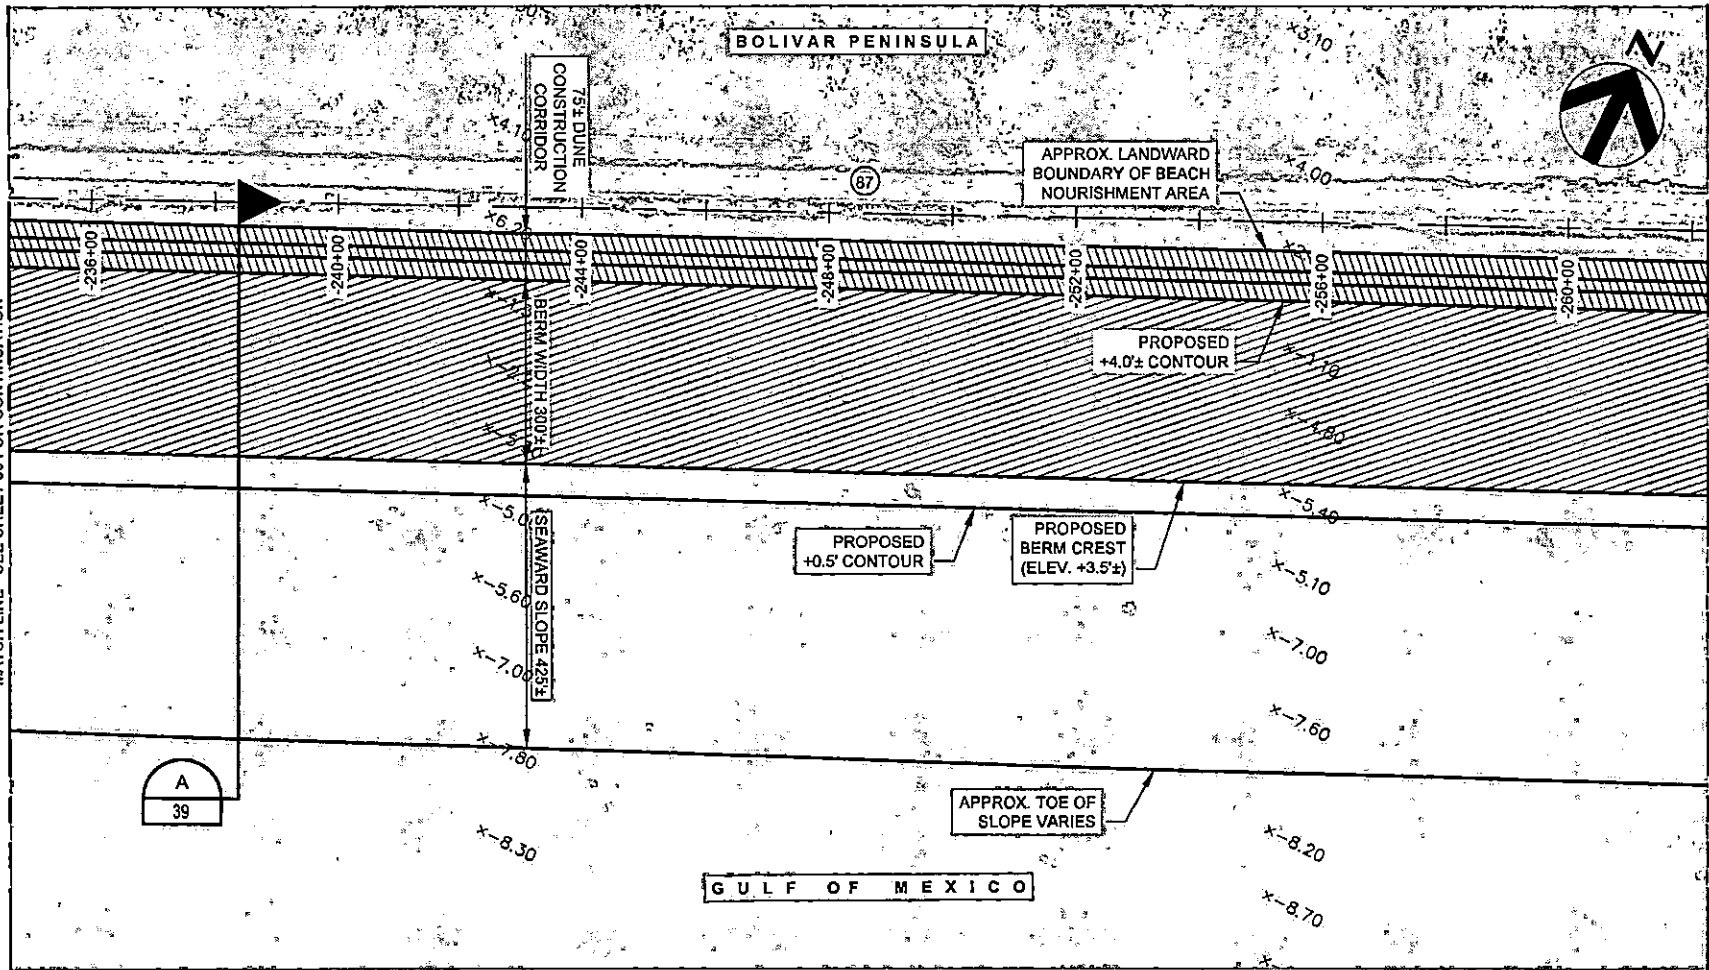 BOLIVAR PENINSULA
N
75'± DUNE
CONSTRUCTION
CORRIDOR
x3.10
x4.10
x4.00
87
APPROX. LANDWARD
BOUNDARY OF BEACH
NOURISHMENT AREA
-236+00
-240+00
-244+00
-248+00
-252+00
-256+00
-260+00
BERM WIDTH 300'±
PROPOSED
+4.0'± CONTOUR
x-1.10
x-4.80
x-5.40
PROPOSED
+0.5' CONTOUR
PROPOSED
BERM CREST
(ELEV. +3.5'±)
SEAWARD SLOPE 425'±
x-5.60
x-5.10
x-7.00
x-7.00
x-7.60
x-7.80
A
39
APPROX. TOE OF
SLOPE VARIES
x-8.30
x-8.20
GULF OF MEXICO
x-8.70